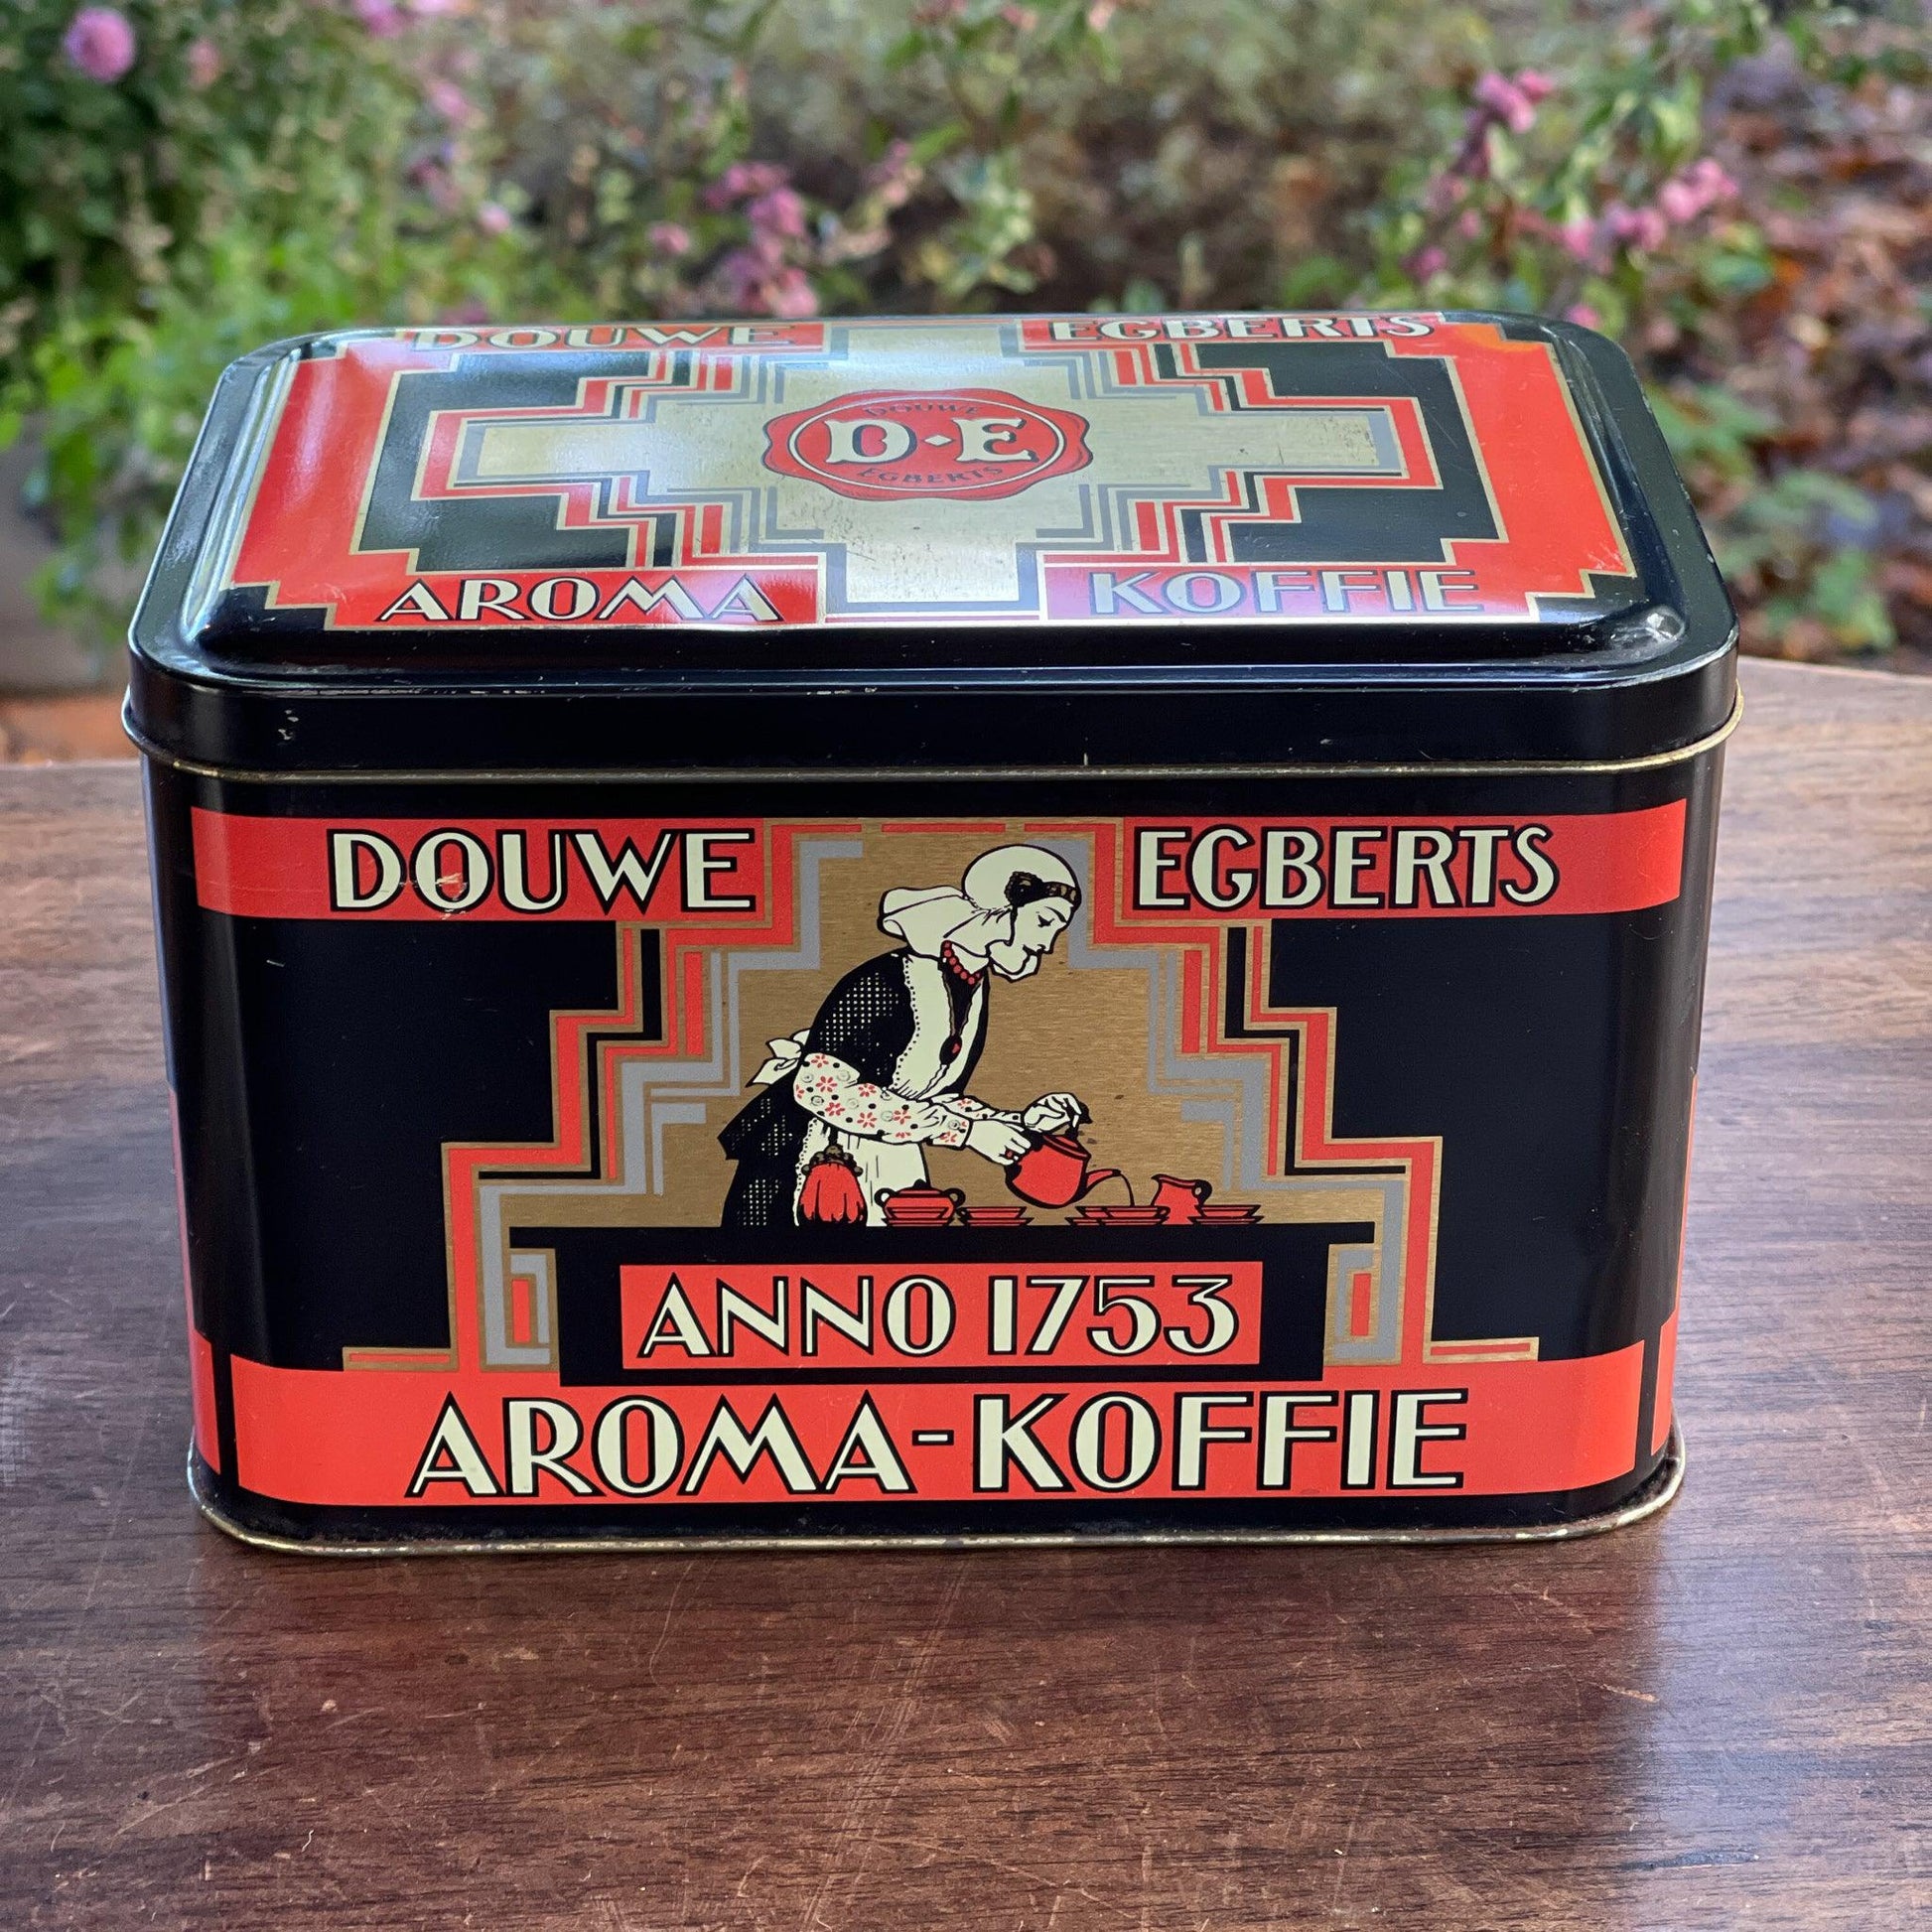 DOUWE EGBERTS
DOUWE
D·E
EGBERTS
AROMA KOFFIE
DOUWE EGBERTS
ANNO 1753
AROMA-KOFFIE